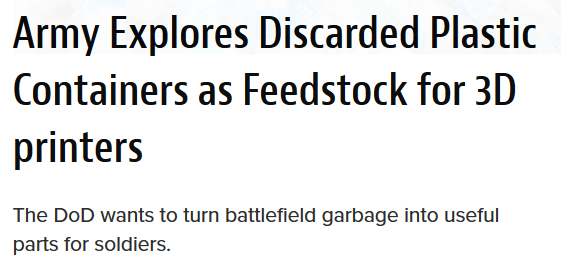 Army Explores Discarded Plastic
Containers as Feedstock for 3D
printers
The DoD wants to turn battlefield garbage into useful
parts for soldiers.